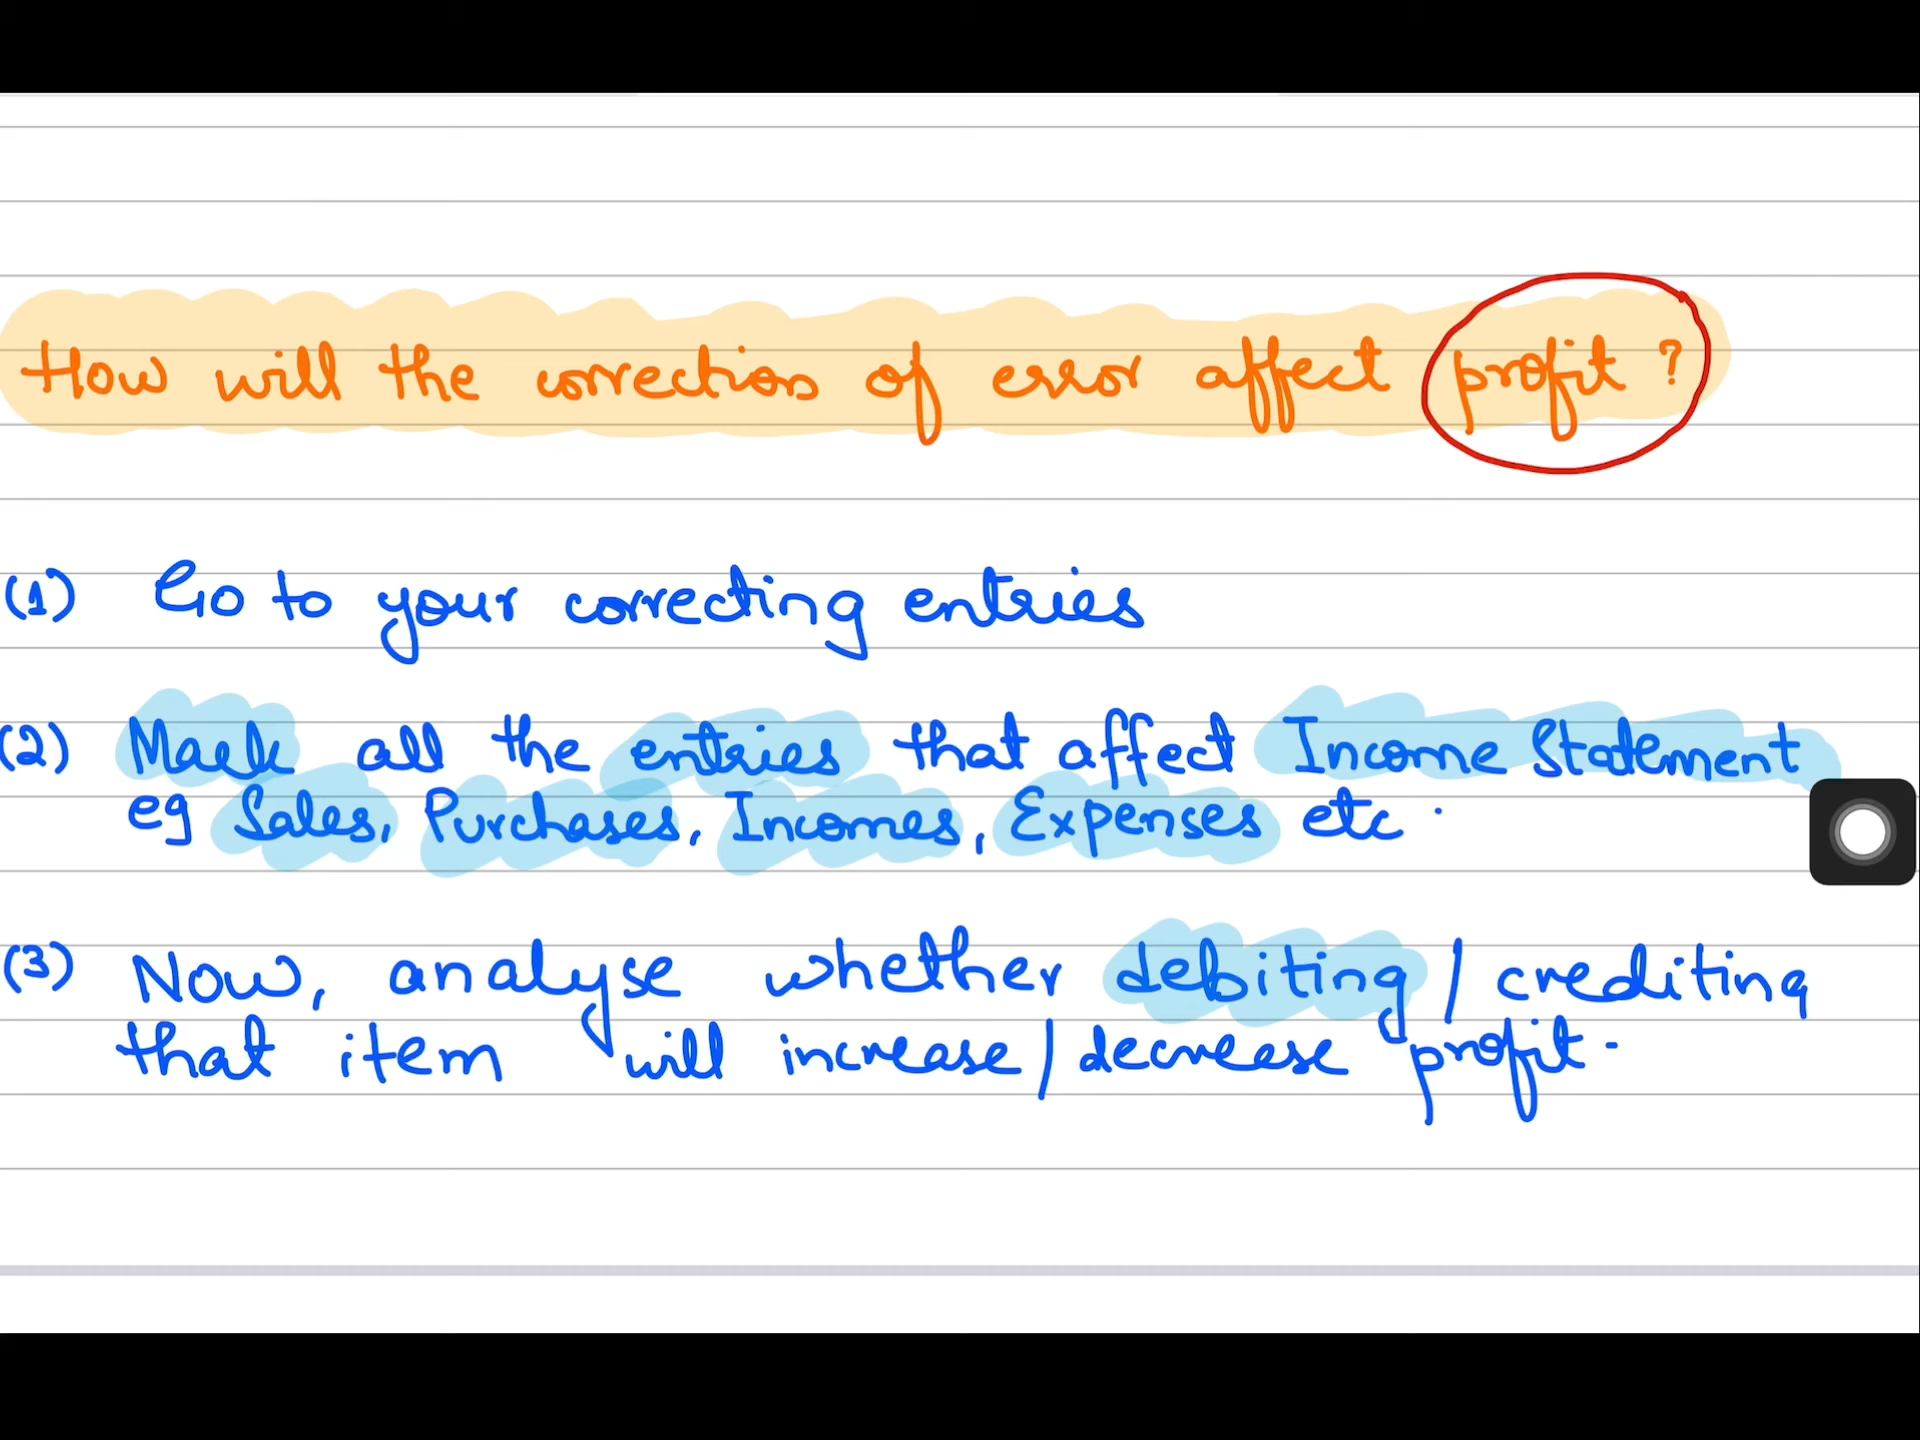 How will the correction of error affect profit?
(1) Go to your correcting entries
(2) Mark all the entries that affect Income Statement
eg Sales, Purchases, Incomes, Expenses etc.
(3) Now, analyse whether debiting / crediting
that item will increase/decrease profit.